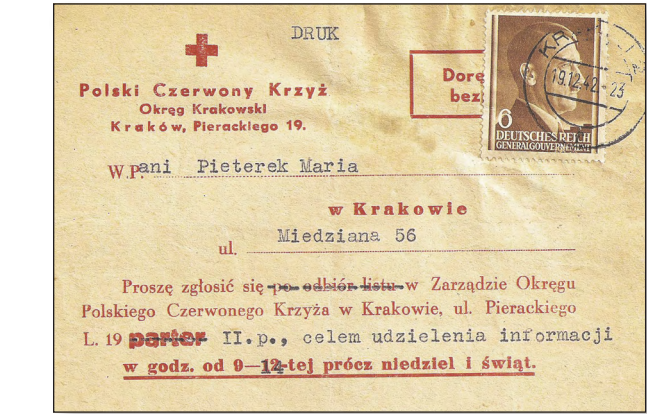 DRUK
Polski Czerwony Krzyż
Okręg Krakowski
Kraków, Pierackiego 19.
6
DEUTSCHES REICH
GENERALGOUVERNEMENT
19.12.42-23
W.P.ani Pieterek Maria
w Krakowie
ul. Miedziana 56
Proszę zgłosić się po odbiór listu w Zarządzie Okręgu
Polskiego Czerwonego Krzyża w Krakowie, ul. Pierackiego
L. 19 parter II.p., celem udzielenia informacji
w godz. od 9—12-tej prócz niedziel i świąt.